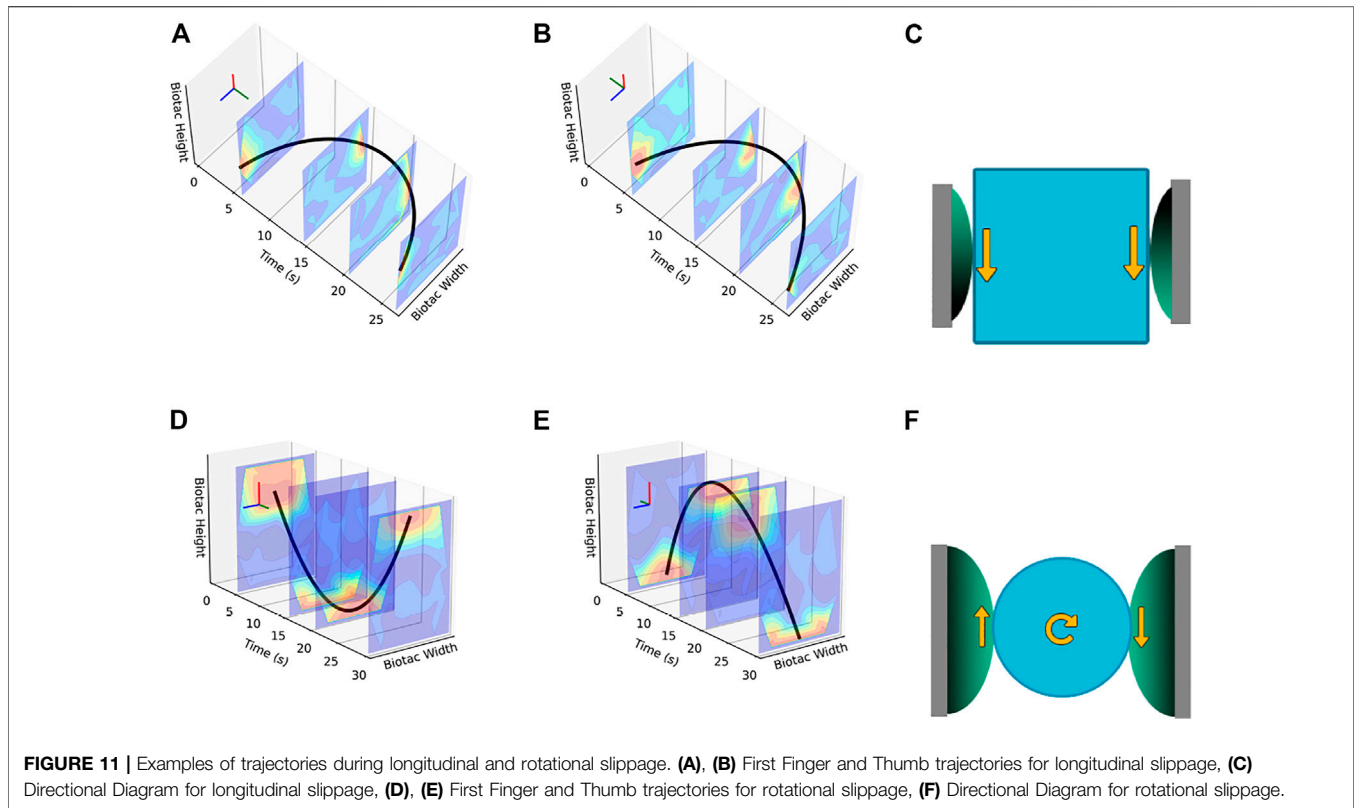 A
B
C
Biotac Height
0
5
10
15
20
25
Time (s)
Biotac Width
Biotac Height
0
5
10
15
20
25
Time (s)
Biotac Width
D
E
F
Biotac Height
0
5
10
15
20
25
30
Time (s)
Biotac Width
Biotac Height
0
5
10
15
20
25
30
Time (s)
Biotac Width
FIGURE 11 | Examples of trajectories during longitudinal and rotational slippage. (A), (B) First Finger and Thumb trajectories for longitudinal slippage, (C)
Directional Diagram for longitudinal slippage, (D), (E) First Finger and Thumb trajectories for rotational slippage, (F) Directional Diagram for rotational slippage.